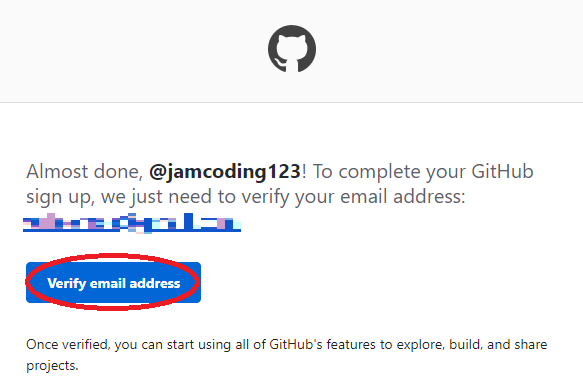 Almost done, @jamcoding123! To complete your GitHub
sign up, we just need to verify your email address:
Verify email address
Once verified, you can start using all of GitHub's features to explore, build, and share
projects.